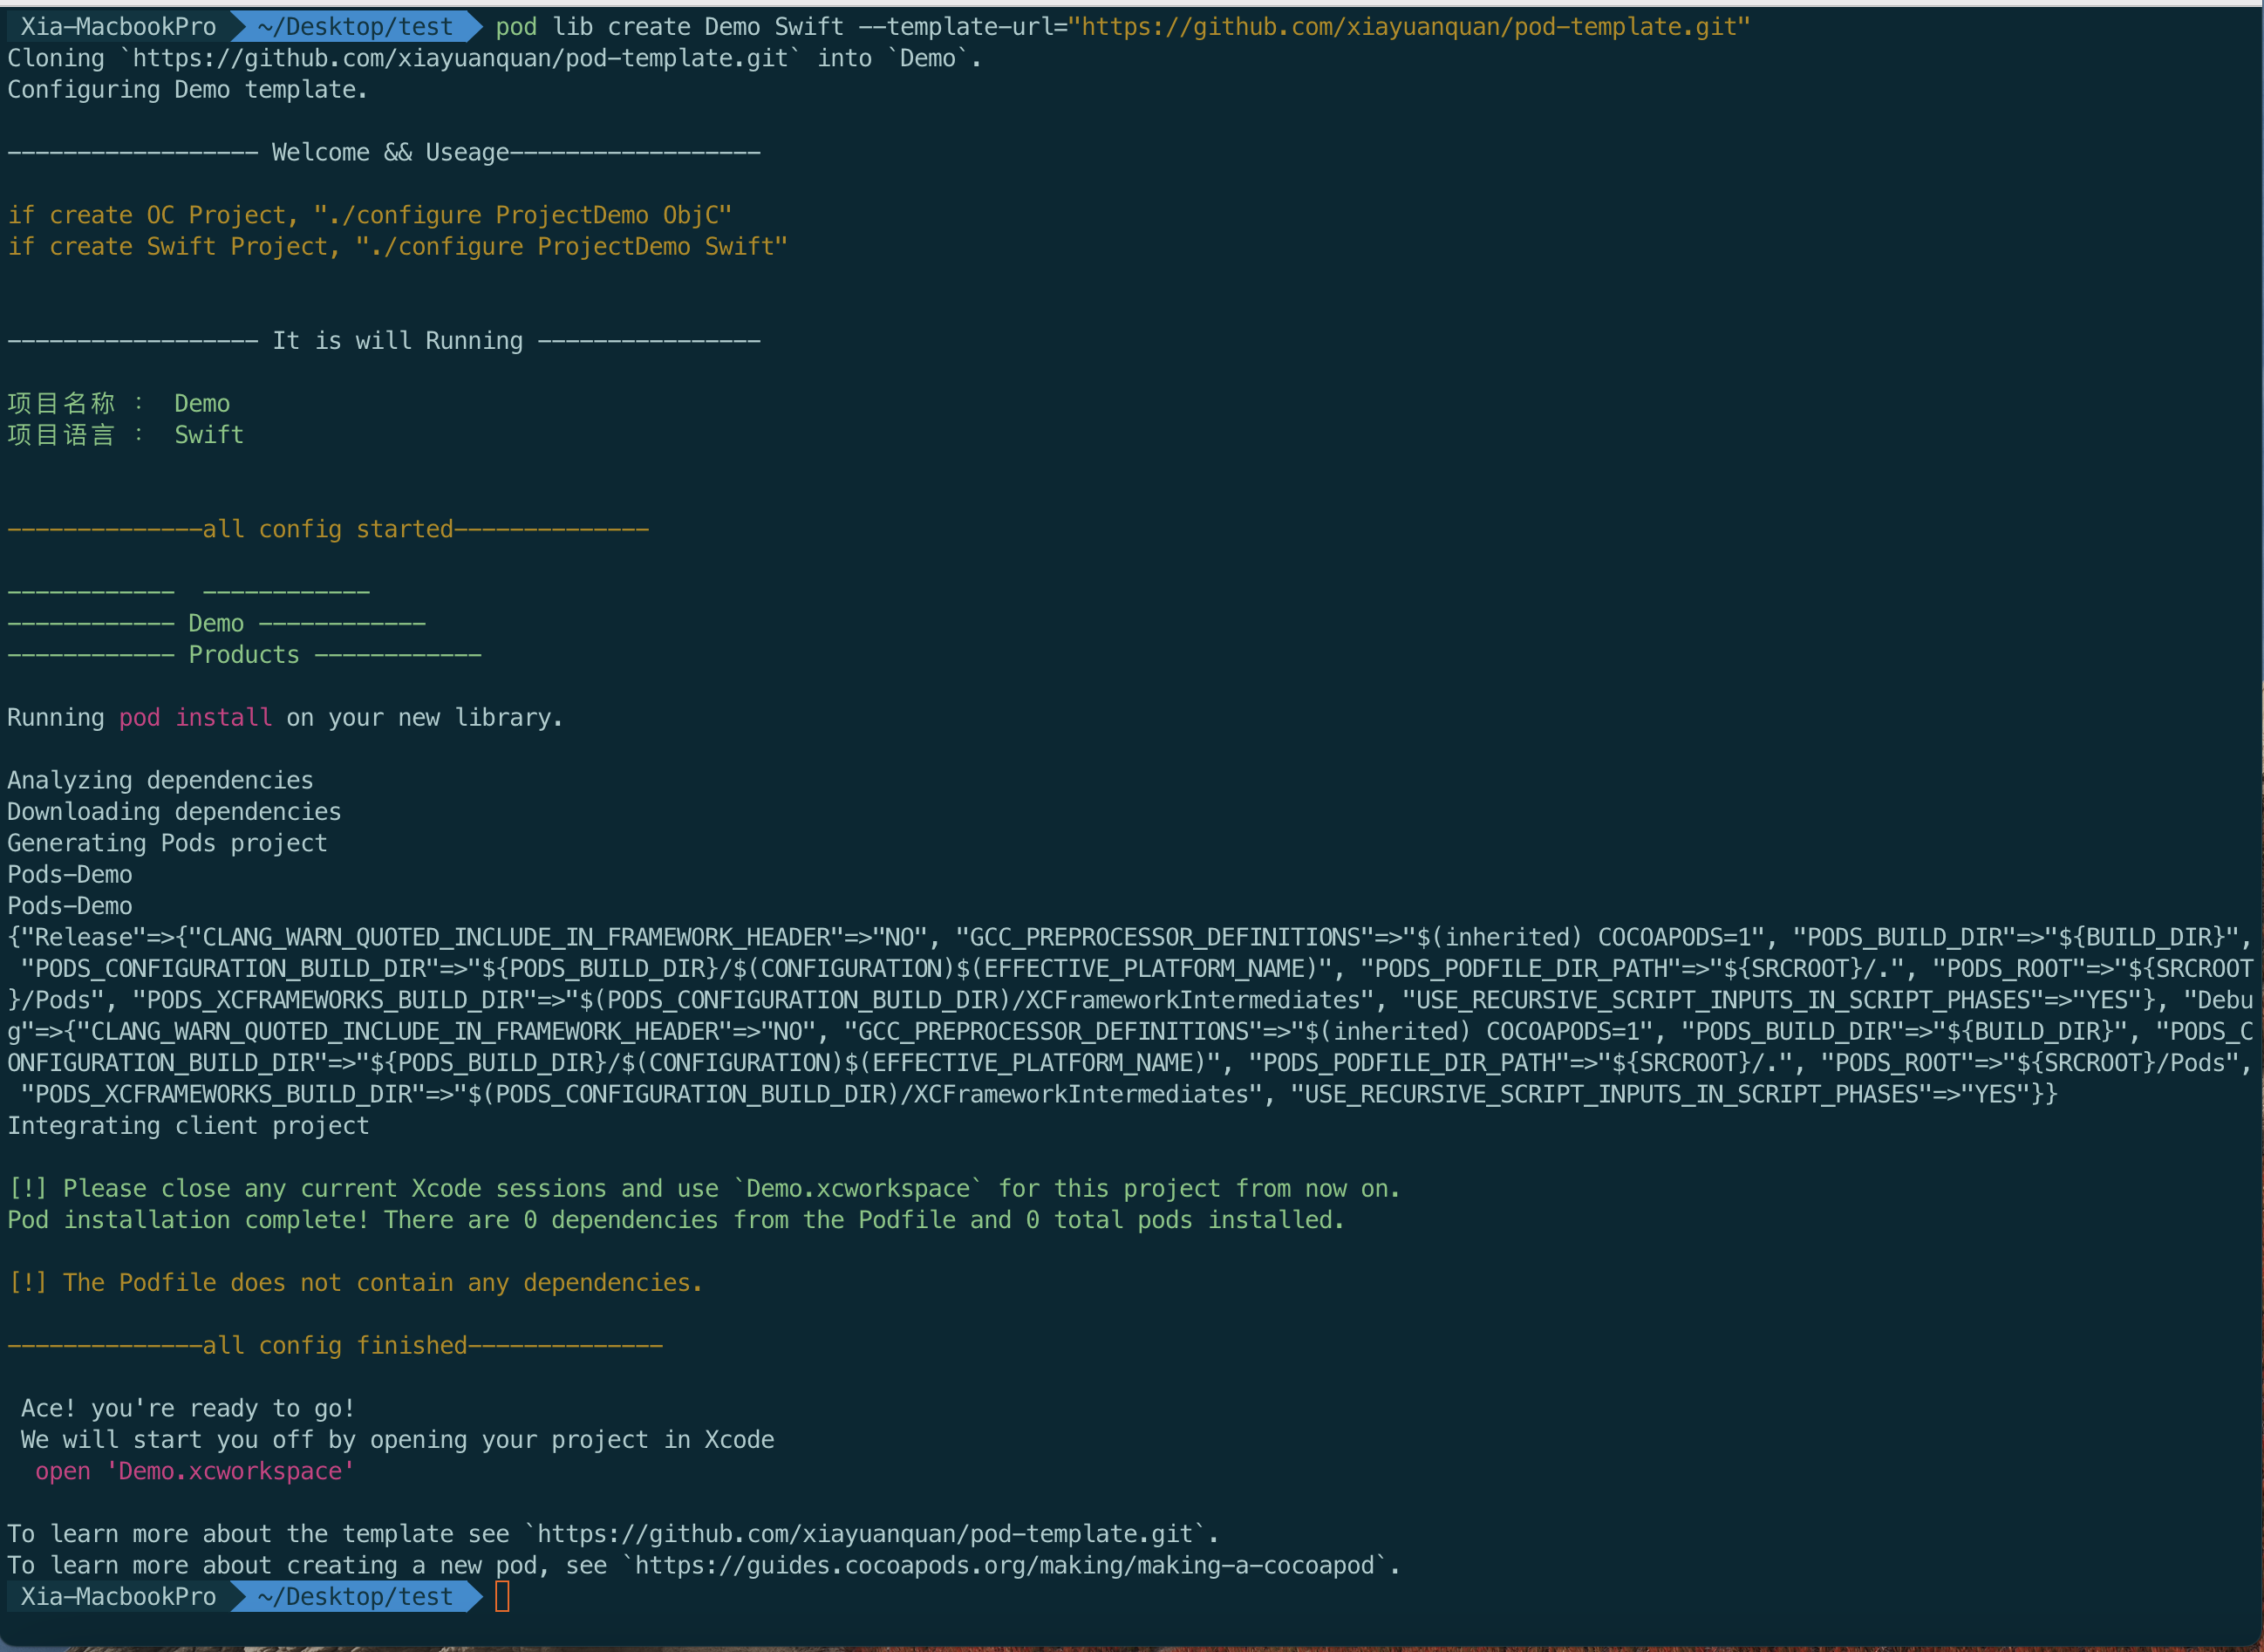 Xia-MacbookPro ~/Desktop/test pod lib create Demo Swift --template-url="https://github.com/xiayuanquan/pod-template.git"
Cloning `https://github.com/xiayuanquan/pod-template.git` into `Demo`.
Configuring Demo template.
------------------ Welcome && Useage------------------
if create OC Project, "./configure ProjectDemo ObjC"
if create Swift Project, "./configure ProjectDemo Swift"
------------------ It is will Running ----------------
项目名称 ： Demo
项目语言 ： Swift
--------------all config started--------------
------------  ------------
------------ Demo ------------
------------ Products ------------
Running pod install on your new library.
Analyzing dependencies
Downloading dependencies
Generating Pods project
Pods-Demo
Pods-Demo
{"Release"=>{"CLANG_WARN_QUOTED_INCLUDE_IN_FRAMEWORK_HEADER"=>"NO", "GCC_PREPROCESSOR_DEFINITIONS"=>"$(inherited) COCOAPODS=1", "PODS_BUILD_DIR"=>"${BUILD_DIR}",
 "PODS_CONFIGURATION_BUILD_DIR"=>"${PODS_BUILD_DIR}/$(CONFIGURATION)$(EFFECTIVE_PLATFORM_NAME)", "PODS_PODFILE_DIR_PATH"=>"${SRCROOT}/.", "PODS_ROOT"=>"${SRCROOT
}/Pods", "PODS_XCFRAMEWORKS_BUILD_DIR"=>"$(PODS_CONFIGURATION_BUILD_DIR)/XCFrameworkIntermediates", "USE_RECURSIVE_SCRIPT_INPUTS_IN_SCRIPT_PHASES"=>"YES"}, "Debu
g"=>{"CLANG_WARN_QUOTED_INCLUDE_IN_FRAMEWORK_HEADER"=>"NO", "GCC_PREPROCESSOR_DEFINITIONS"=>"$(inherited) COCOAPODS=1", "PODS_BUILD_DIR"=>"${BUILD_DIR}", "PODS_C
ONFIGURATION_BUILD_DIR"=>"${PODS_BUILD_DIR}/$(CONFIGURATION)$(EFFECTIVE_PLATFORM_NAME)", "PODS_PODFILE_DIR_PATH"=>"${SRCROOT}/.", "PODS_ROOT"=>"${SRCROOT}/Pods",
 "PODS_XCFRAMEWORKS_BUILD_DIR"=>"$(PODS_CONFIGURATION_BUILD_DIR)/XCFrameworkIntermediates", "USE_RECURSIVE_SCRIPT_INPUTS_IN_SCRIPT_PHASES"=>"YES"}}
Integrating client project
[!] Please close any current Xcode sessions and use `Demo.xcworkspace` for this project from now on.
Pod installation complete! There are 0 dependencies from the Podfile and 0 total pods installed.
[!] The Podfile does not contain any dependencies.
--------------all config finished--------------
Ace! you're ready to go!
We will start you off by opening your project in Xcode
open 'Demo.xcworkspace'
To learn more about the template see `https://github.com/xiayuanquan/pod-template.git`.
To learn more about creating a new pod, see `https://guides.cocoapods.org/making/making-a-cocoapod`.
Xia-MacbookPro ~/Desktop/test